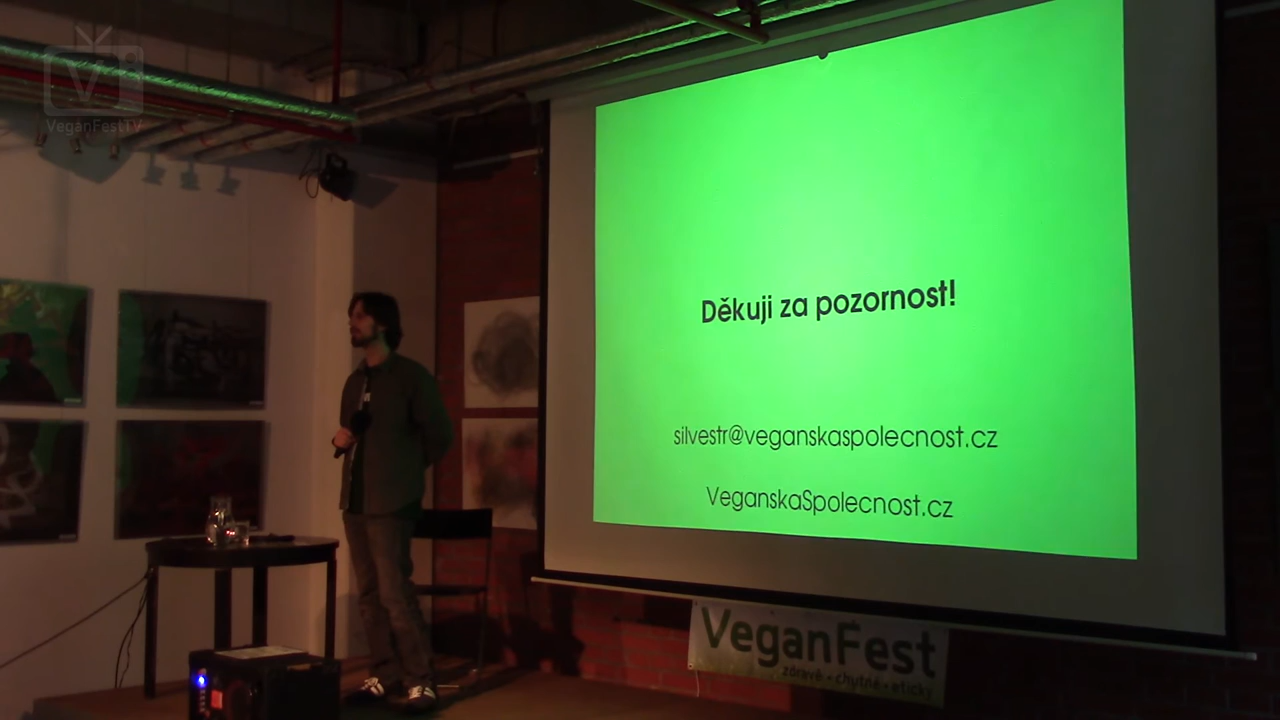 VeganFestTV
Děkuji za pozornost!
silvestr@veganskaspolecnost.cz
VeganskaSpolecnost.cz
VeganFest
zdravě • chutně • eticky